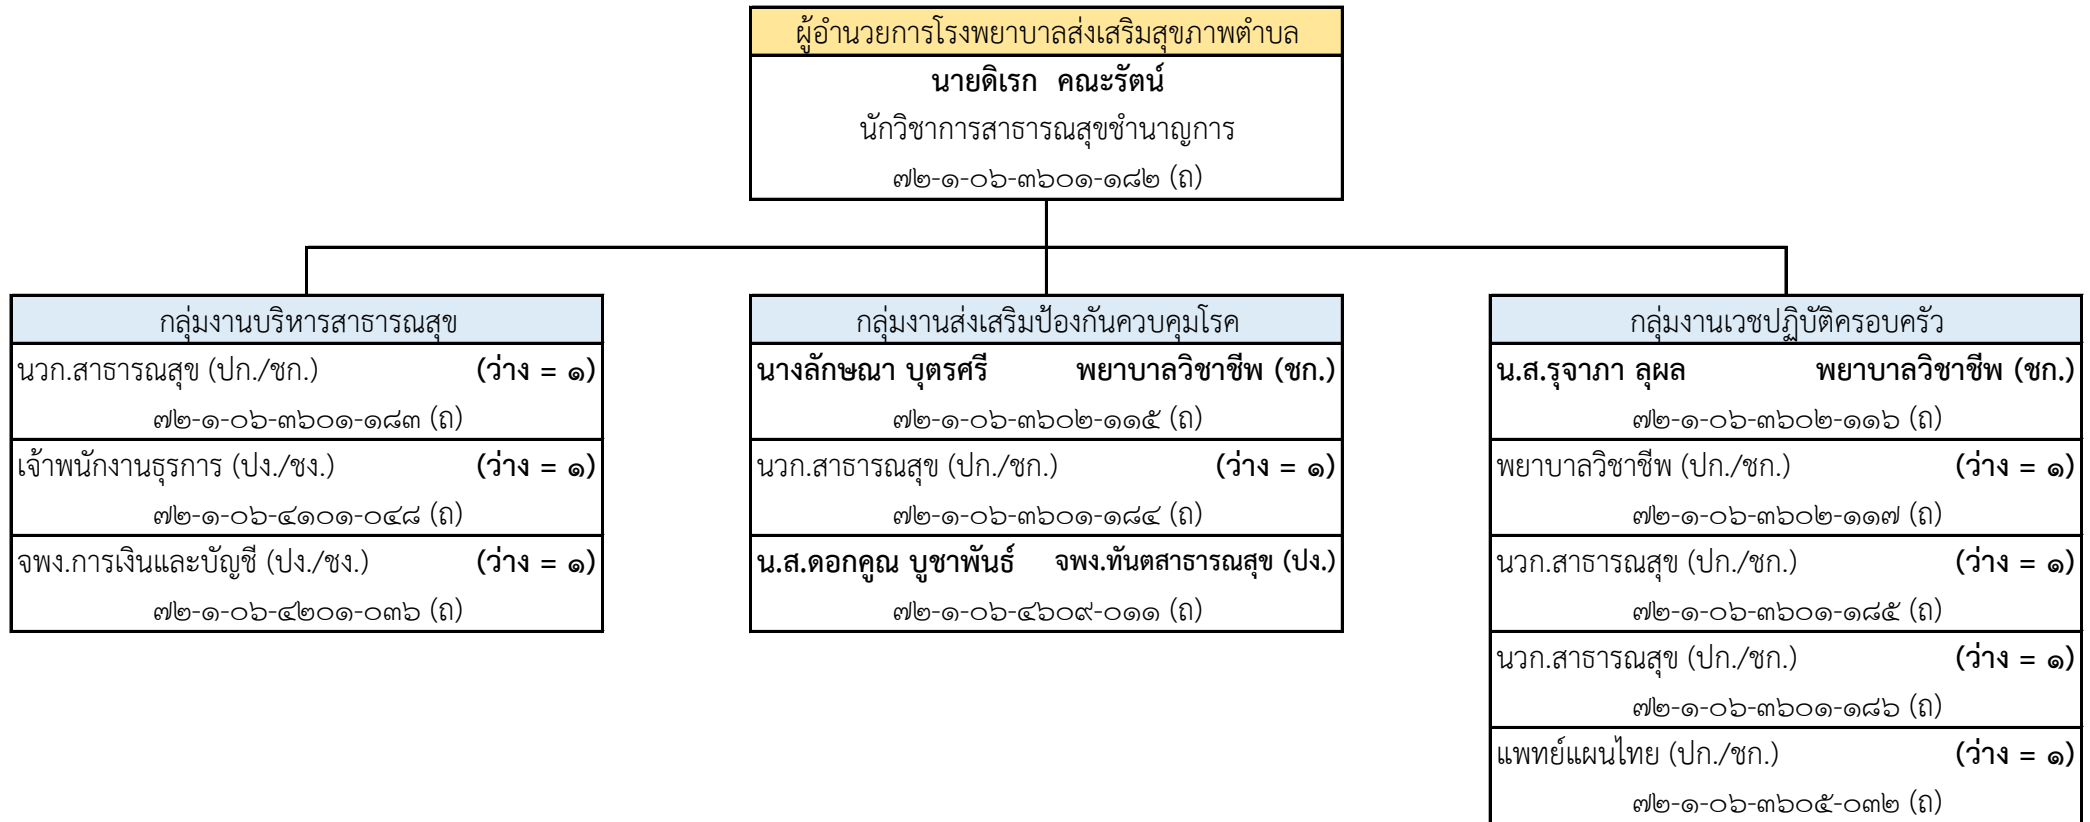 ผู้อำนวยการโรงพยาบาลส่งเสริมสุขภาพตำบล
นายดิเรก คณะรัตน์
นักวิชาการสาธารณสุขชำนาญการ
๗๒-๑-๐๖-๓๖๐๑-๑๘๒ (ถ)
กลุ่มงานบริหารสาธารณสุข
นวก.สาธารณสุข (ปก./ชก.) (ว่าง = ๑)
๗๒-๑-๐๖-๓๖๐๑-๑๘๓ (ถ)
เจ้าพนักงานธุรการ (ปง./ชง.) (ว่าง = ๑)
๗๒-๑-๐๖-๔๑๐๑-๐๔๘ (ถ)
จพง.การเงินและบัญชี (ปง./ชง.) (ว่าง = ๑)
๗๒-๑-๐๖-๔๒๐๑-๐๓๖ (ถ)
กลุ่มงานส่งเสริมป้องกันควบคุมโรค
นางลักษณา บุตรศรี พยาบาลวิชาชีพ (ชก.)
๗๒-๑-๐๖-๓๖๐๒-๑๑๕ (ถ)
นวก.สาธารณสุข (ปก./ชก.) (ว่าง = ๑)
๗๒-๑-๐๖-๓๖๐๑-๑๘๔ (ถ)
น.ส.ดอกคูณ บูชาพันธ์ จพง.ทันตสาธารณสุข (ปง.)
๗๒-๑-๐๖-๔๖๐๙-๐๑๑ (ถ)
กลุ่มงานเวชปฏิบัติครอบครัว
น.ส.รุจาภา ลุผล พยาบาลวิชาชีพ (ชก.)
๗๒-๑-๐๖-๓๖๐๒-๑๑๖ (ถ)
พยาบาลวิชาชีพ (ปก./ชก.) (ว่าง = ๑)
๗๒-๑-๐๖-๓๖๐๒-๑๑๗ (ถ)
นวก.สาธารณสุข (ปก./ชก.) (ว่าง = ๑)
๗๒-๑-๐๖-๓๖๐๑-๑๘๕ (ถ)
นวก.สาธารณสุข (ปก./ชก.) (ว่าง = ๑)
๗๒-๑-๐๖-๓๖๐๑-๑๘๖ (ถ)
แพทย์แผนไทย (ปก./ชก.) (ว่าง = ๑)
๗๒-๑-๐๖-๓๖๐๕-๐๓๒ (ถ)